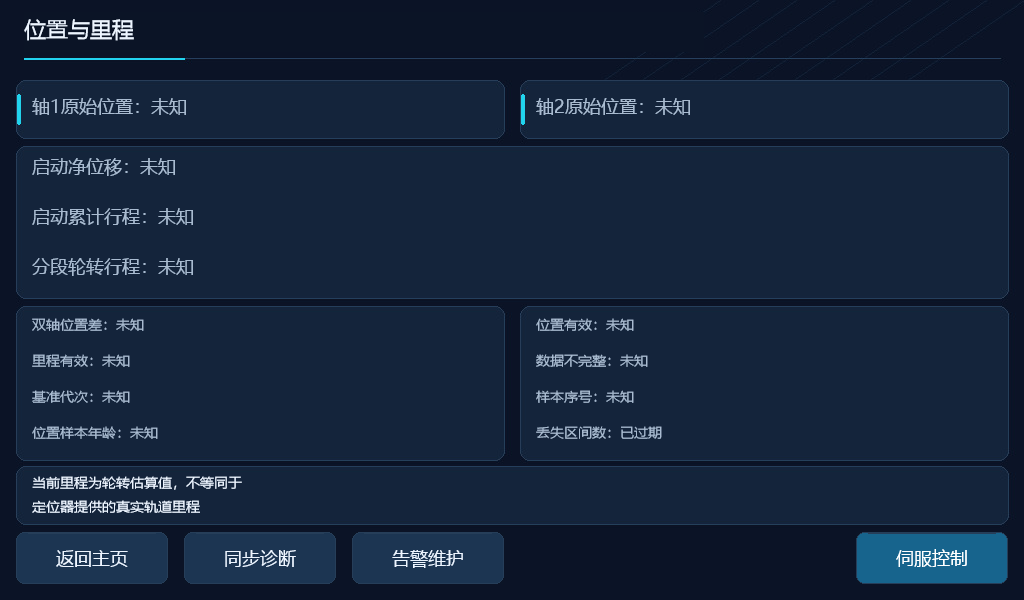 位置与里程
轴1原始位置：未知
轴2原始位置：未知
启动净位移：未知
启动累计行程：未知
分段轮转行程：未知
双轴位置差：未知
里程有效：未知
基准代次：未知
位置样本年龄：未知
位置有效：未知
数据不完整：未知
样本序号：未知
丢失区间数：已过期
当前里程为轮转估算值，不等同于
定位器提供的真实轨道里程
返回主页
同步诊断
告警维护
伺服控制